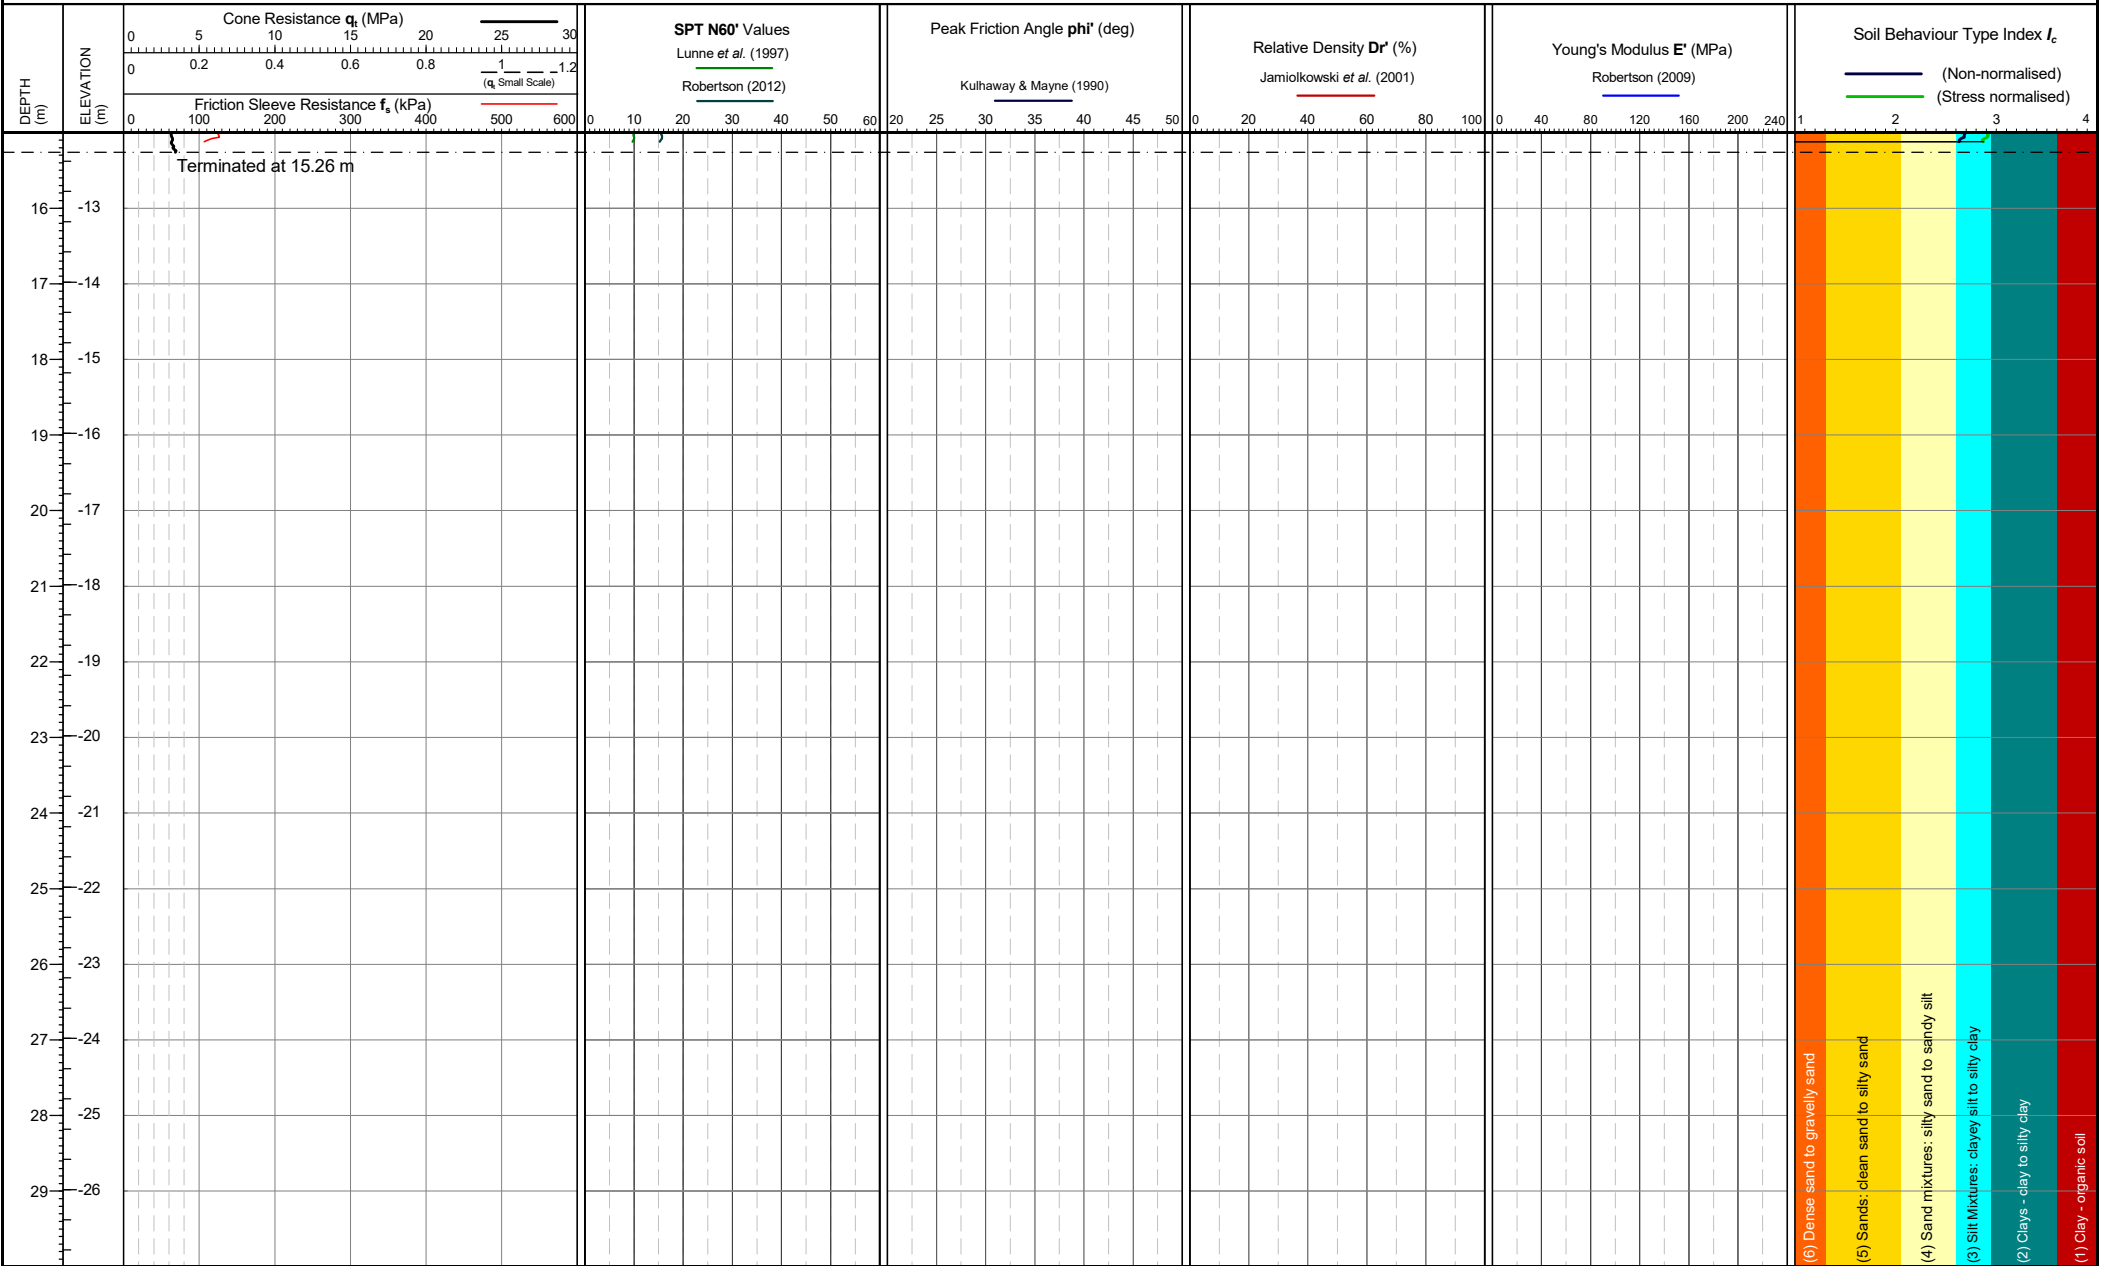 DEPTH
(m)
ELEVATION
(m)
Cone Resistance qt (MPa)
0 5 10 15 20 25 30
0 0.2 0.4 0.6 0.8 1 1.2
(qt Small Scale)
Friction Sleeve Resistance fs (kPa)
0 100 200 300 400 500 600
SPT N60' Values
Lunne et al. (1997)
Robertson (2012)
0 10 20 30 40 50 60
Peak Friction Angle phi' (deg)
Kulhaway & Mayne (1990)
20 25 30 35 40 45 50
Relative Density Dr' (%)
Jamiolkowski et al. (2001)
0 20 40 60 80 100
Young's Modulus E' (MPa)
Robertson (2009)
0 40 80 120 160 200 240
Soil Behaviour Type Index Ic
(Non-normalised)
(Stress normalised)
1 2 3 4
Terminated at 15.26 m
16 -13
17 -14
18 -15
19 -16
20 -17
21 -18
22 -19
23 -20
24 -21
25 -22
26 -23
27 -24
28 -25
29 -26
(6) Dense sand to gravelly sand
(5) Sands: clean sand to silty sand
(4) Sand mixtures: silty sand to sandy silt
(3) Silt Mixtures: clayey silt to silty clay
(2) Clays - clay to silty clay
(1) Clay - organic soil